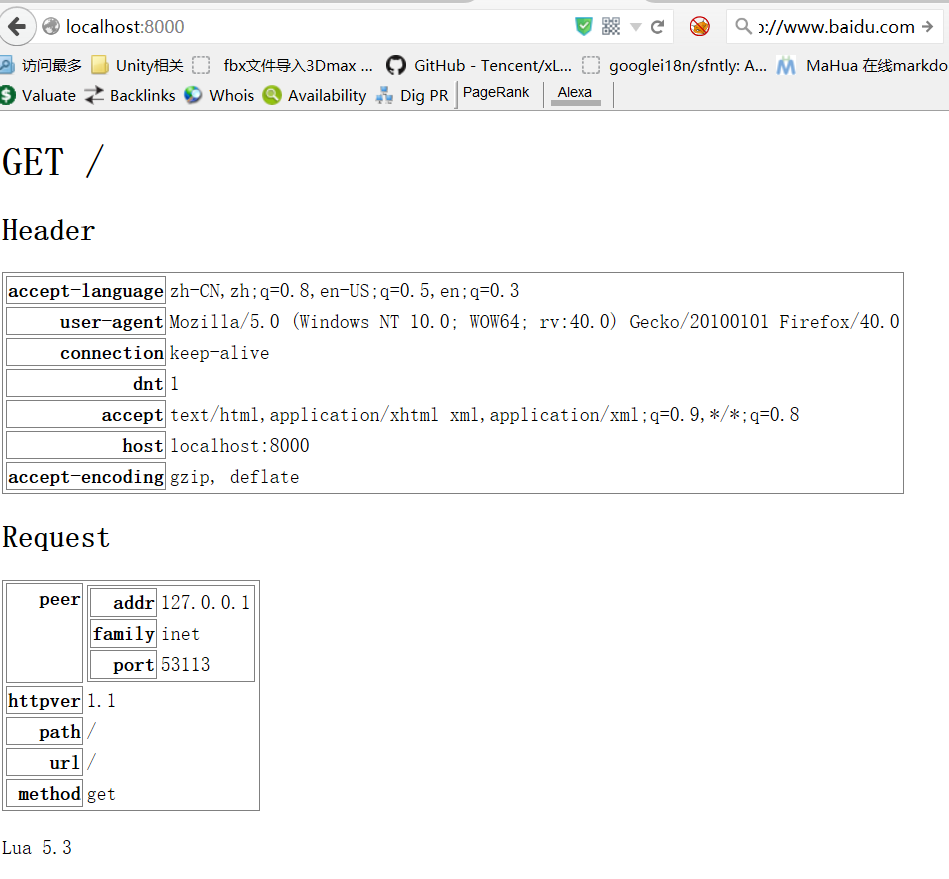 localhost:8000 ://www.baidu.com
访问最多 Unity相关 fbx文件导入3Dmax ... GitHub - Tencent/xL... googlei18n/sfntly: A... MaHua 在线markdo
Valuate Backlinks Whois Availability Dig PR PageRank Alexa
GET /
Header
accept-language zh-CN,zh;q=0.8,en-US;q=0.5,en;q=0.3
user-agent Mozilla/5.0 (Windows NT 10.0; WOW64; rv:40.0) Gecko/20100101 Firefox/40.0
connection keep-alive
dnt 1
accept text/html,application/xhtml xml,application/xml;q=0.9,*/*;q=0.8
host localhost:8000
accept-encoding gzip, deflate
Request
peer addr 127.0.0.1
family inet
port 53113
httpver 1.1
path /
url /
method get
Lua 5.3